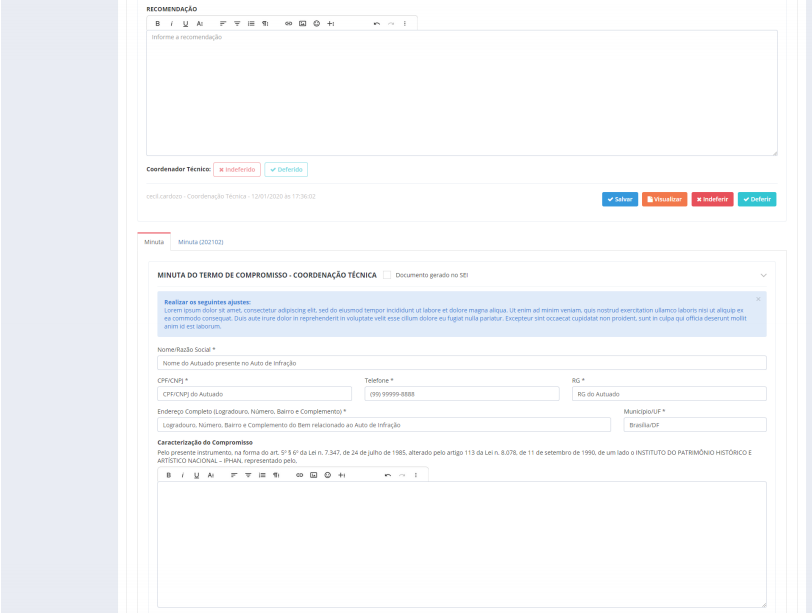 RECOMENDAÇÃO
Informe a recomendação
Coordenador Técnico: Indeferido Deferido
cecil.cardozo - Coordenação Técnica - 12/01/2020 às 17:36:02
Salvar Visualizar Indeferir Deferir
Minuta Minuta (202102)
MINUTA DO TERMO DE COMPROMISSO - COORDENAÇÃO TÉCNICA Documento gerado no SEI
Realizar os seguintes ajustes:
Lorem ipsum dolor sit amet, consectetur adipiscing elit, sed do eiusmod tempor incididunt ut labore et dolore magna aliqua. Ut enim ad minim veniam, quis nostrud exercitation ullamco laboris nisi ut aliquip ex
ea commodo consequat. Duis aute irure dolor in reprehenderit in voluptate velit esse cillum dolore eu fugiat nulla pariatur. Excepteur sint occaecat cupidatat non proident, sunt in culpa qui officia deserunt mollit
anim id est laborum.
Nome/Razão Social *
Nome do Autuado presente no Auto de Infração
CPF/CNPJ * Telefone * RG *
CPF/CNPJ do Autuado (99) 99999-8888 RG do Autuado
Endereço Completo (Logradouro, Número, Bairro e Complemento) * Município/UF *
Logradouro, Número, Bairro e Complemento do Bem relacionado ao Auto de Infração Brasília/DF
Caracterização do Compromisso
Pelo presente instrumento, na forma do art. 5º § 6º da Lei n. 7.347, de 24 de julho de 1985, alterado pelo artigo 113 da Lei n. 8.078, de 11 de setembro de 1990, de um lado o INSTITUTO DO PATRIMÔNIO HISTÓRICO E
ARTÍSTICO NACIONAL – IPHAN, representado pelo,